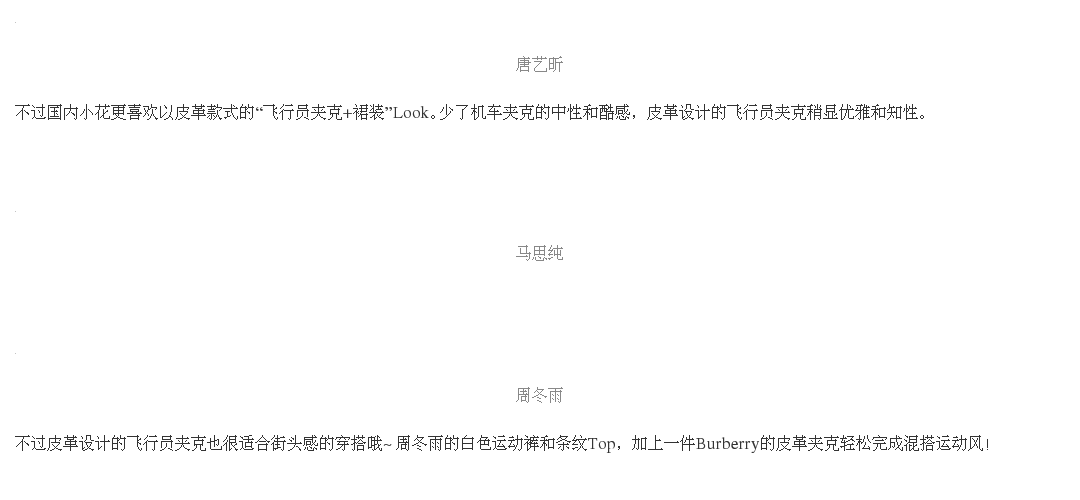 唐艺昕
不过国内小花更喜欢以皮革款式的“飞行员夹克+裙装”Look。少了机车夹克的中性和酷感，皮革设计的飞行员夹克稍显优雅和知性。
马思纯
周冬雨
不过皮革设计的飞行员夹克也很适合街头感的穿搭哦~ 周冬雨的白色运动裤和条纹Top，加上一件Burberry的皮革夹克轻松完成混搭运动风！